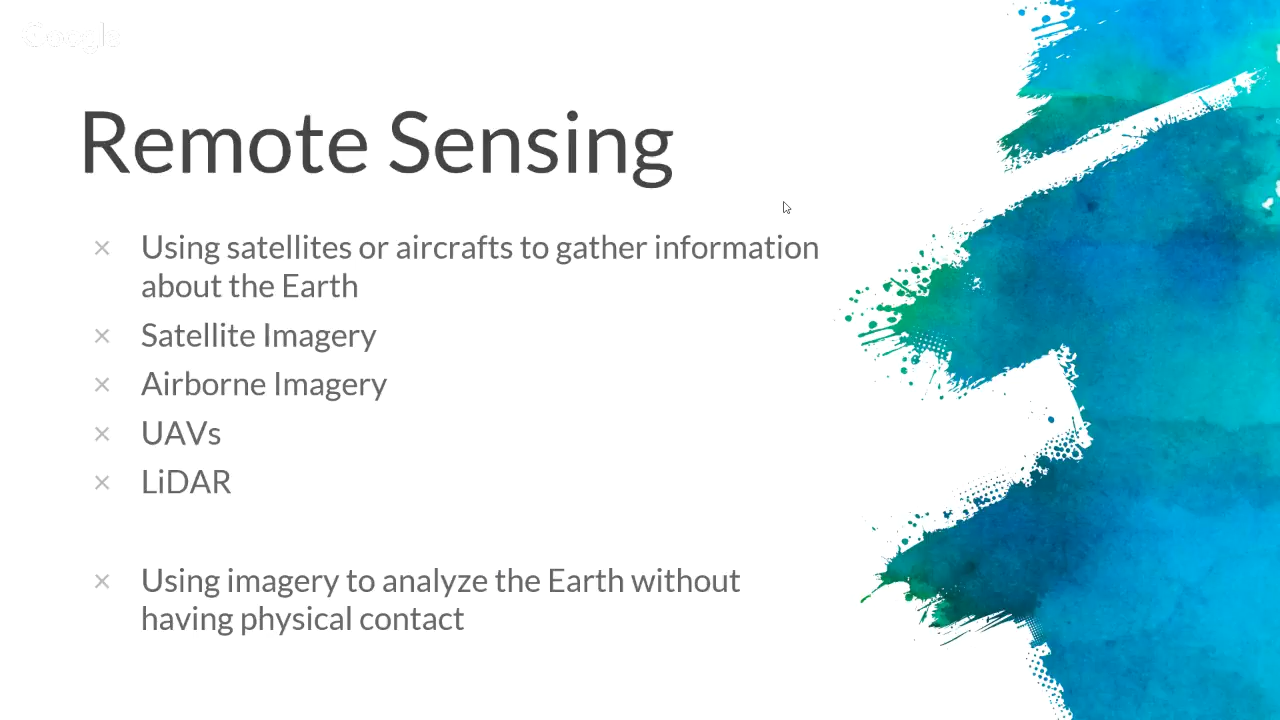 Google
Remote Sensing
× Using satellites or aircrafts to gather information
about the Earth
× Satellite Imagery
× Airborne Imagery
× UAVs
× LiDAR
× Using imagery to analyze the Earth without
having physical contact